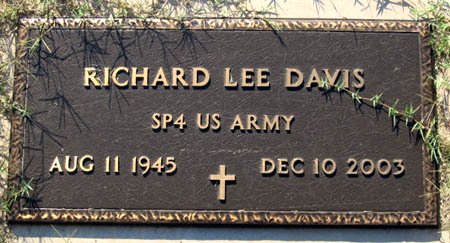 RICHARD LEE DAVIS
SP4 US ARMY
AUG 11 1945 DEC 10 2003